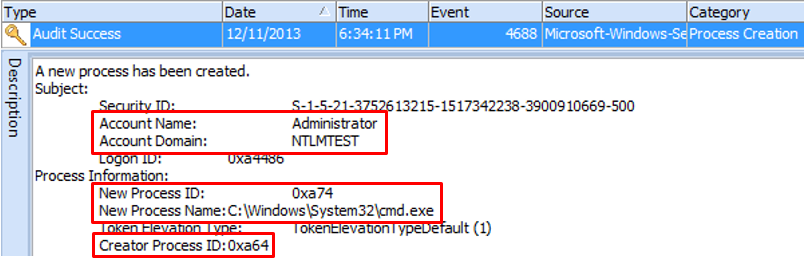 Type Date Time Event Source Category
Audit Success 12/11/2013 6:34:11 PM 4688 Microsoft-Windows-Se Process Creation
Description
A new process has been created.
Subject:
Security ID: S-1-5-21-3752613215-1517342238-3900910669-500
Account Name: Administrator
Account Domain: NTLMTEST
Logon ID: 0xa4486
Process Information:
New Process ID: 0xa74
New Process Name: C:\Windows\System32\cmd.exe
Token Elevation Type: TokenElevationTypeDefault (1)
Creator Process ID: 0xa64